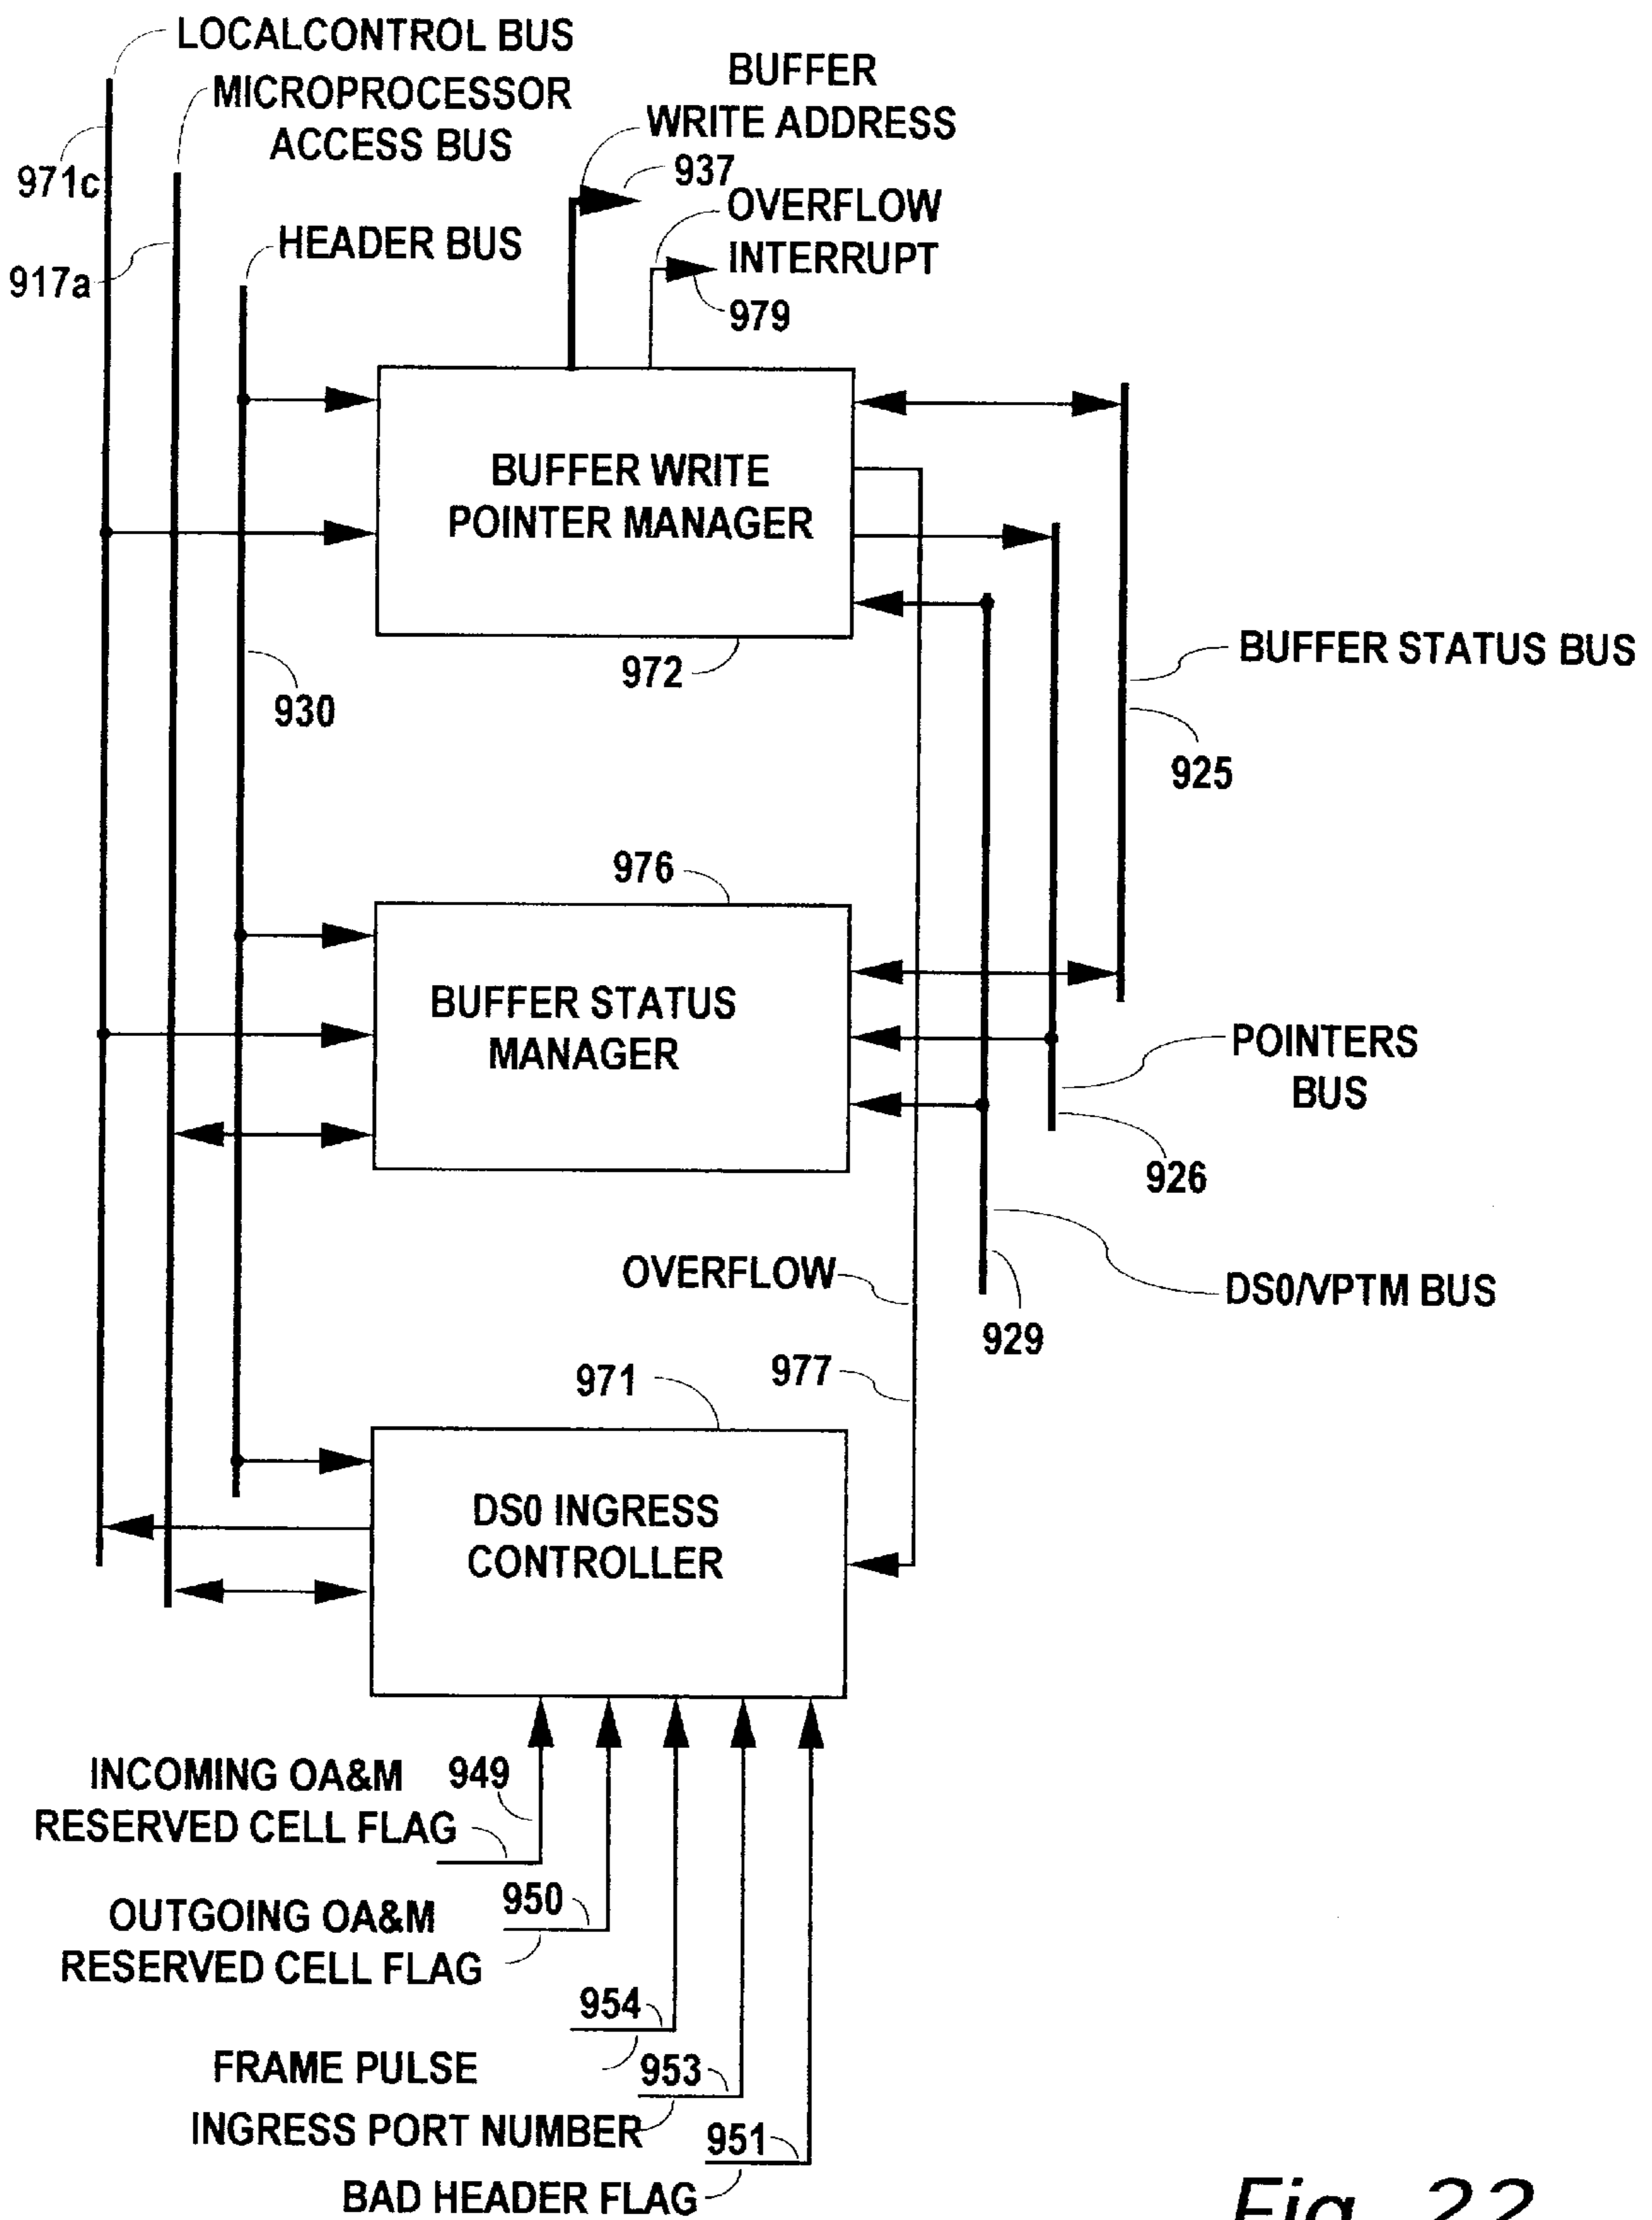 LOCALCONTROL BUS
MICROPROCESSOR
ACCESS BUS
971c
917a
HEADER BUS
BUFFER
WRITE ADDRESS
937
OVERFLOW
INTERRUPT
979
BUFFER WRITE
POINTER MANAGER
972
930
BUFFER STATUS BUS
925
976
BUFFER STATUS
MANAGER
POINTERS
BUS
926
OVERFLOW
DS0/VPTM BUS
929
977
971
DS0 INGRESS
CONTROLLER
INCOMING OA&M
RESERVED CELL FLAG
949
OUTGOING OA&M
RESERVED CELL FLAG
950
954
FRAME PULSE
953
INGRESS PORT NUMBER
951
BAD HEADER FLAG
Fig. 22